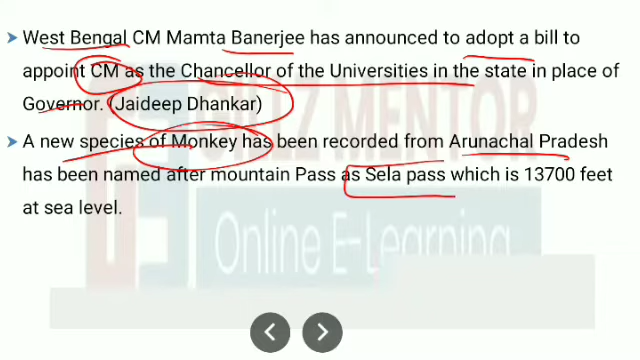 West Bengal CM Mamta Banerjee has announced to adopt a bill to
appoint CM as the Chancellor of the Universities in the state in place of
Governor. (Jaideep Dhankar)
A new species of Monkey has been recorded from Arunachal Pradesh
has been named after mountain Pass as Sela pass which is 13700 feet
at sea level.
MENTOR
Online E-Learning